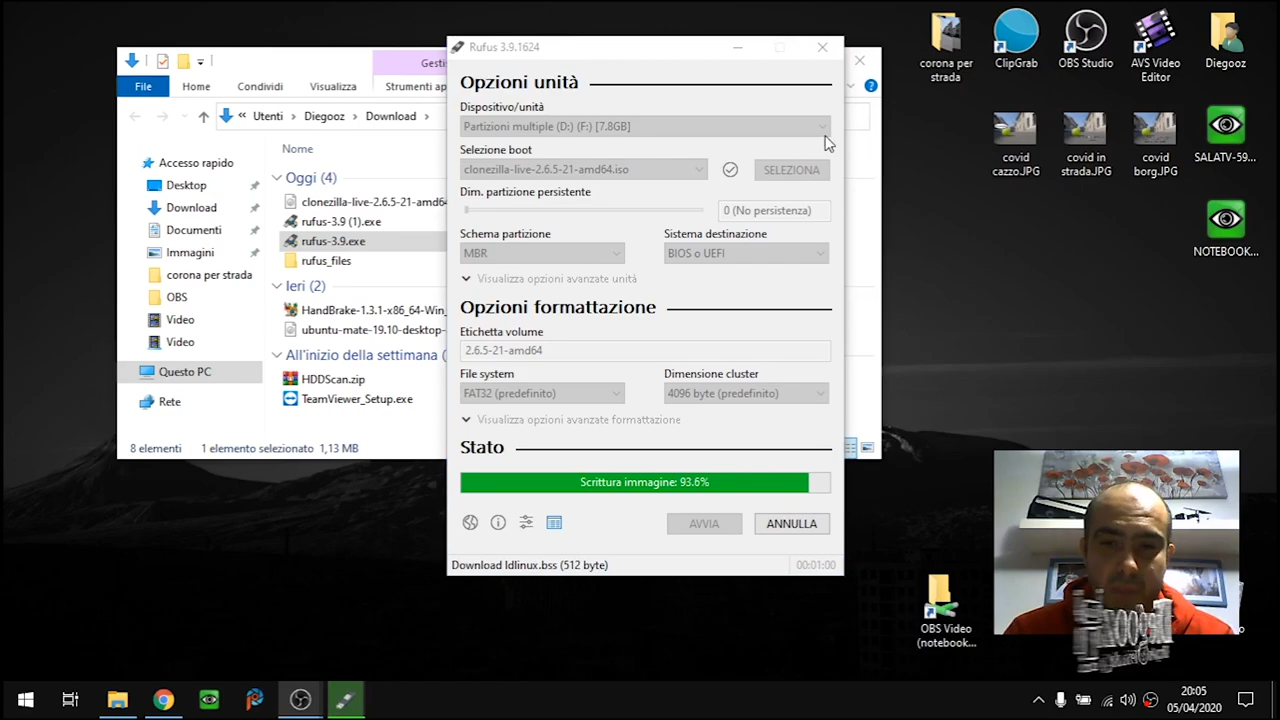 Rufus 3.9.1624
Opzioni unità
Dispositivo/unità
Partizioni multiple (D:) (F:) [7.8GB]
Selezione boot
clonezilla-live-2.6.5-21-amd64.iso
SELEZIONA
Dim. partizione persistente
0 (No persistenza)
Schema partizione
Sistema destinazione
MBR
BIOS o UEFI
Visualizza opzioni avanzate unità
Opzioni formattazione
Etichetta volume
2.6.5-21-amd64
File system
Dimensione cluster
FAT32 (predefinito)
4096 byte (predefinito)
Visualizza opzioni avanzate formattazione
Stato
Scrittura immagine: 93.6%
AVVIA
ANNULLA
Download ldlinux.bss (512 byte)
00:01:00
Gesti
File
Home
Condividi
Visualizza
Strumenti ap
« Utenti > Diegooz > Download >
Nome
Accesso rapido
Desktop
Download
Documenti
Immagini
corona per strada
OBS
Video
Video
Questo PC
Rete
Oggi (4)
clonezilla-live-2.6.5-21-amd64
rufus-3.9 (1).exe
rufus-3.9.exe
rufus_files
Ieri (2)
HandBrake-1.3.1-x86_64-Win_
ubuntu-mate-19.10-desktop-
All'inizio della settimana
HDDScan.zip
TeamViewer_Setup.exe
8 elementi
1 elemento selezionato
1,13 MB
corona per
strada
ClipGrab
OBS Studio
AVS Video
Editor
Diegooz
covid
cazzo.JPG
covid in
strada.JPG
covid
borg.JPG
SALATV-59...
NOTEBOOK...
OBS Video
(notebook...
20:05
05/04/2020